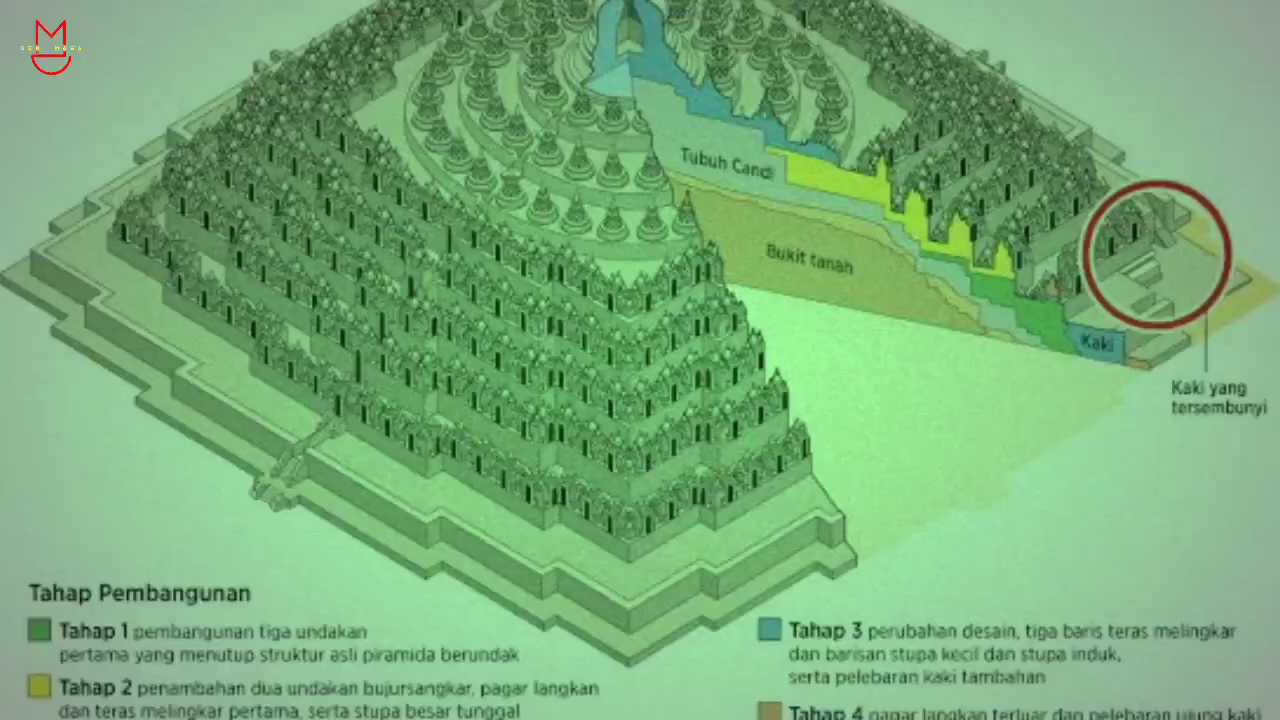 Tubuh Candi
Bukit tanah
Kaki
Kaki yang
tersembunyi
Tahap Pembangunan
Tahap 1 pembangunan tiga undakan
pertama yang menutup struktur asli piramida berundak
Tahap 2 penambahan dua undakan bujursangkar, pagar langkan
dan teras melingkar pertama, serta stupa besar tunggal
Tahap 3 perubahan desain, tiga baris teras melingkar
dan barisan stupa kecil dan stupa induk,
serta pelebaran kaki tambahan
Tahap 4 pagar langkan terluar dan pelebaran ujung kaki